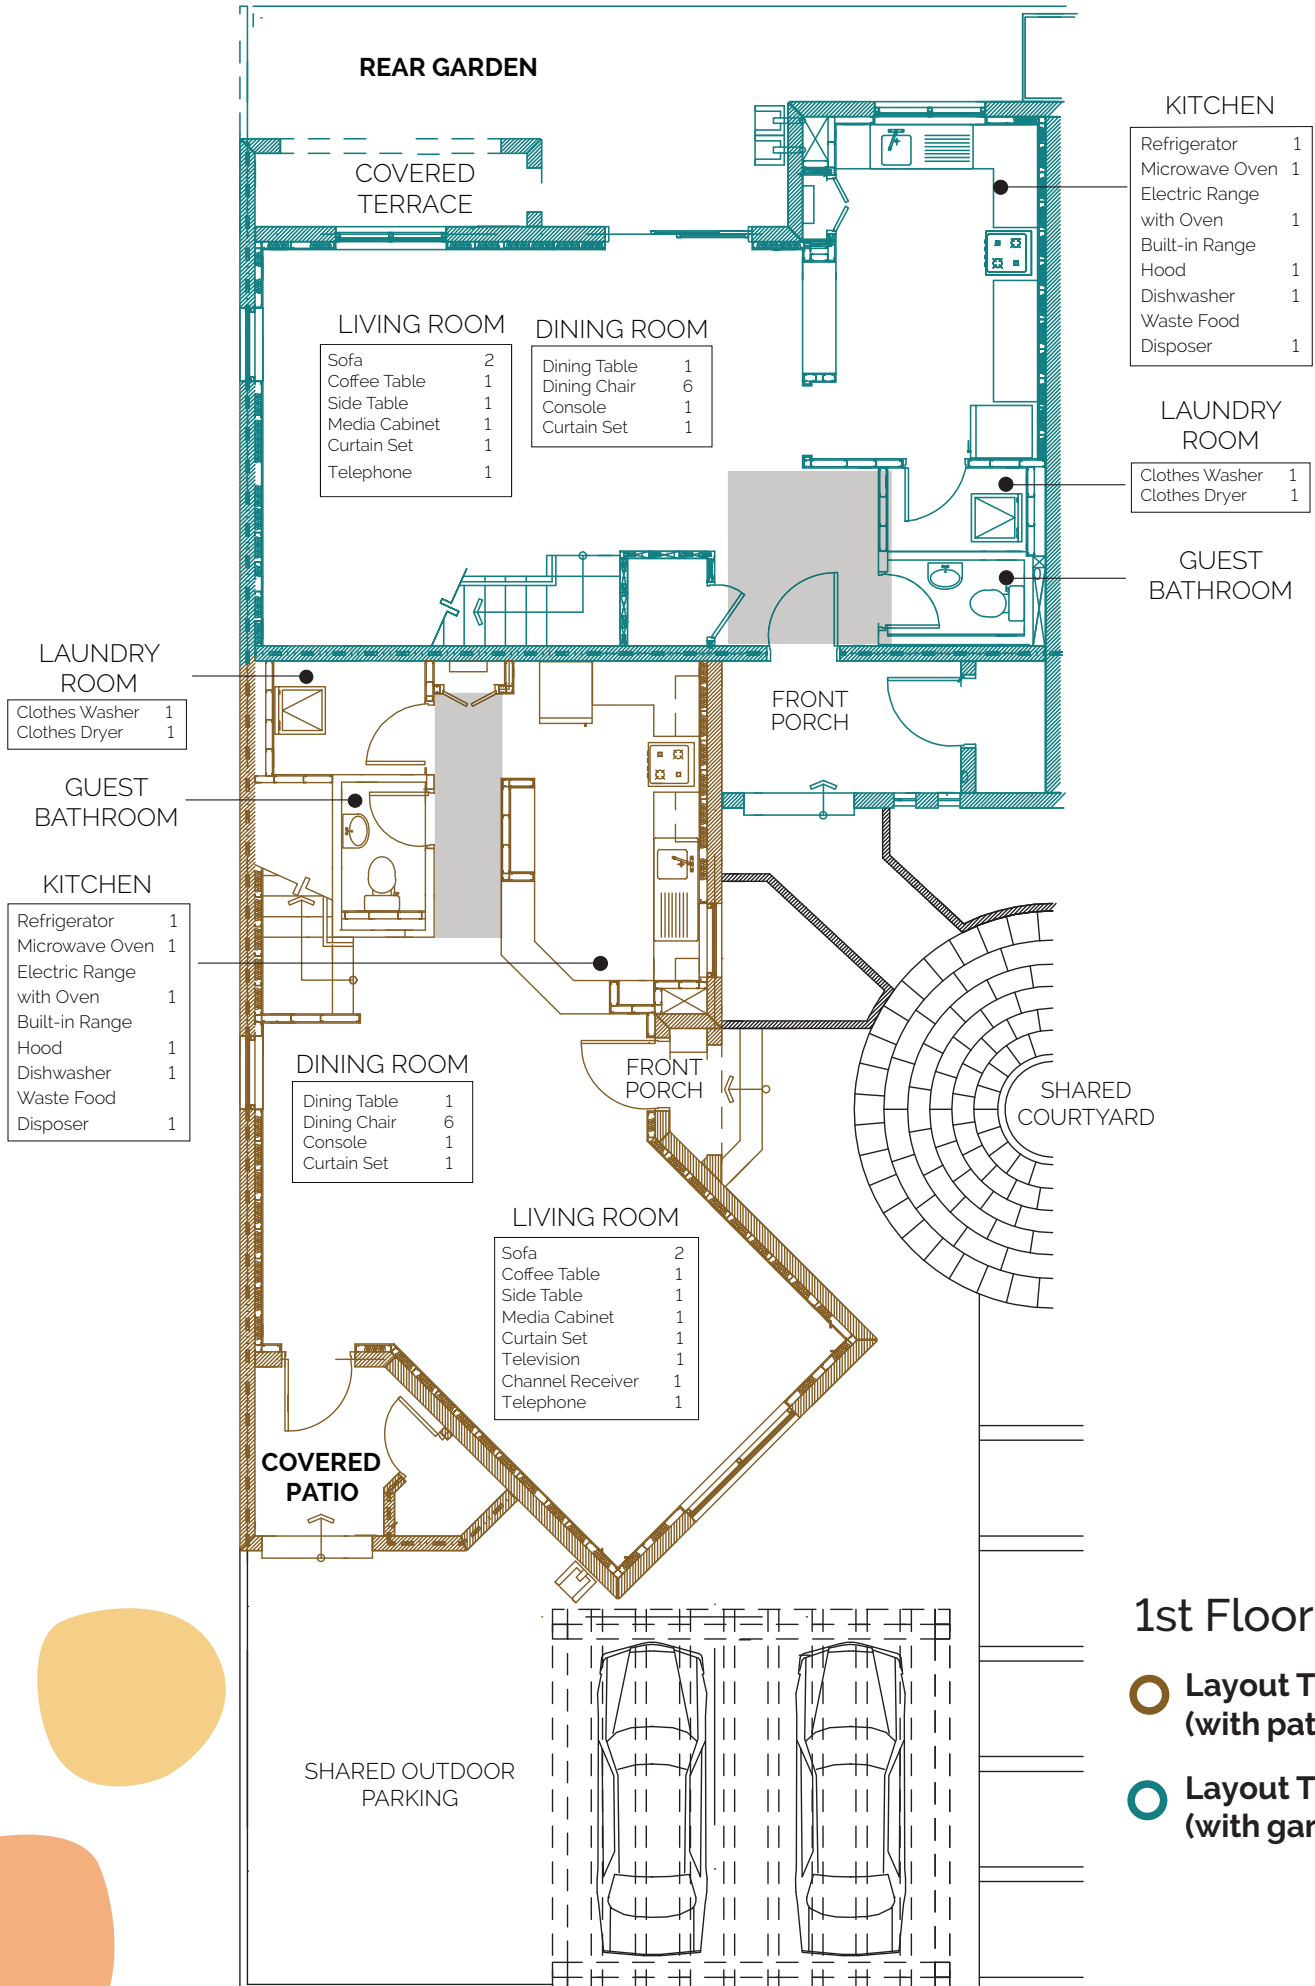 REAR GARDEN
COVERED
TERRACE
KITCHEN
Refrigerator 1
Microwave Oven 1
Electric Range
with Oven 1
Built-in Range
Hood 1
Dishwasher 1
Waste Food
Disposer 1
LIVING ROOM
Sofa 2
Coffee Table 1
Side Table 1
Media Cabinet 1
Curtain Set 1
Telephone 1
DINING ROOM
Dining Table 1
Dining Chair 6
Console 1
Curtain Set 1
LAUNDRY
ROOM
Clothes Washer 1
Clothes Dryer 1
GUEST
BATHROOM
FRONT
PORCH
LAUNDRY
ROOM
Clothes Washer 1
Clothes Dryer 1
GUEST
BATHROOM
KITCHEN
Refrigerator 1
Microwave Oven 1
Electric Range
with Oven 1
Built-in Range
Hood 1
Dishwasher 1
Waste Food
Disposer 1
DINING ROOM
Dining Table 1
Dining Chair 6
Console 1
Curtain Set 1
FRONT
PORCH
SHARED
COURTYARD
LIVING ROOM
Sofa 2
Coffee Table 1
Side Table 1
Media Cabinet 1
Curtain Set 1
Television 1
Channel Receiver 1
Telephone 1
COVERED
PATIO
SHARED OUTDOOR
PARKING
1st Floor
Layout T
(with pat
Layout T
(with gar